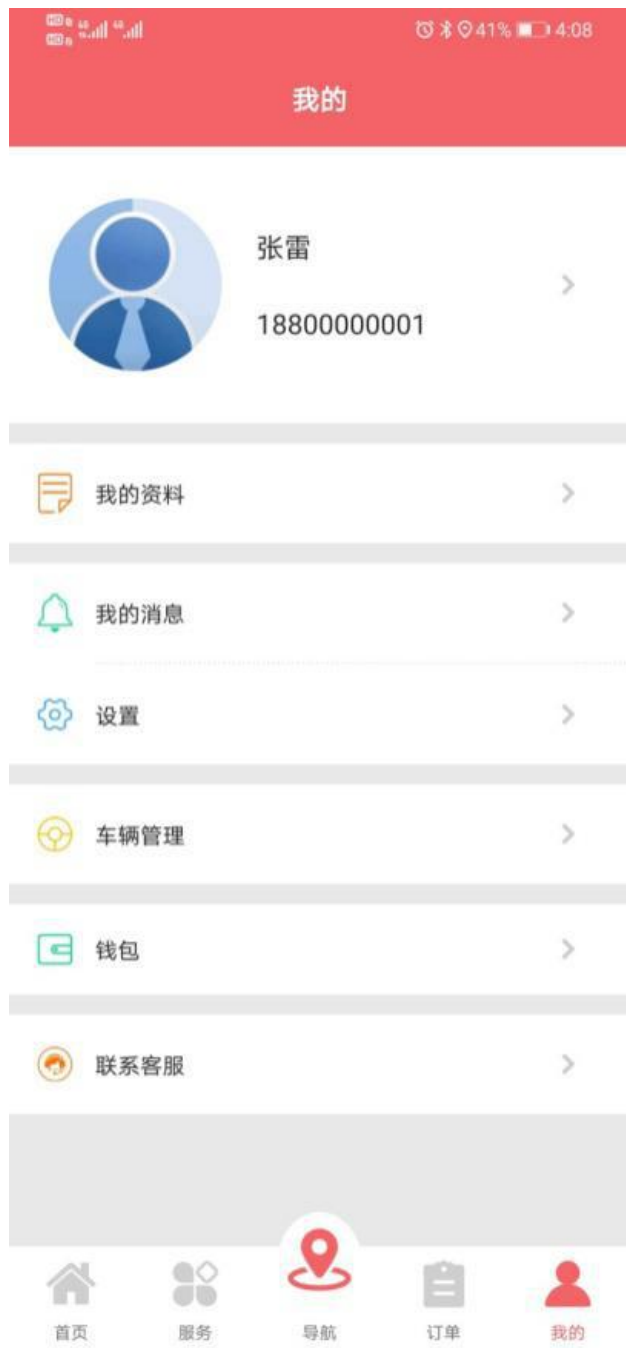 41% 4:08
我的
张雷
18800000001
我的资料
我的消息
设置
车辆管理
钱包
联系客服
首页 服务 导航 订单 我的